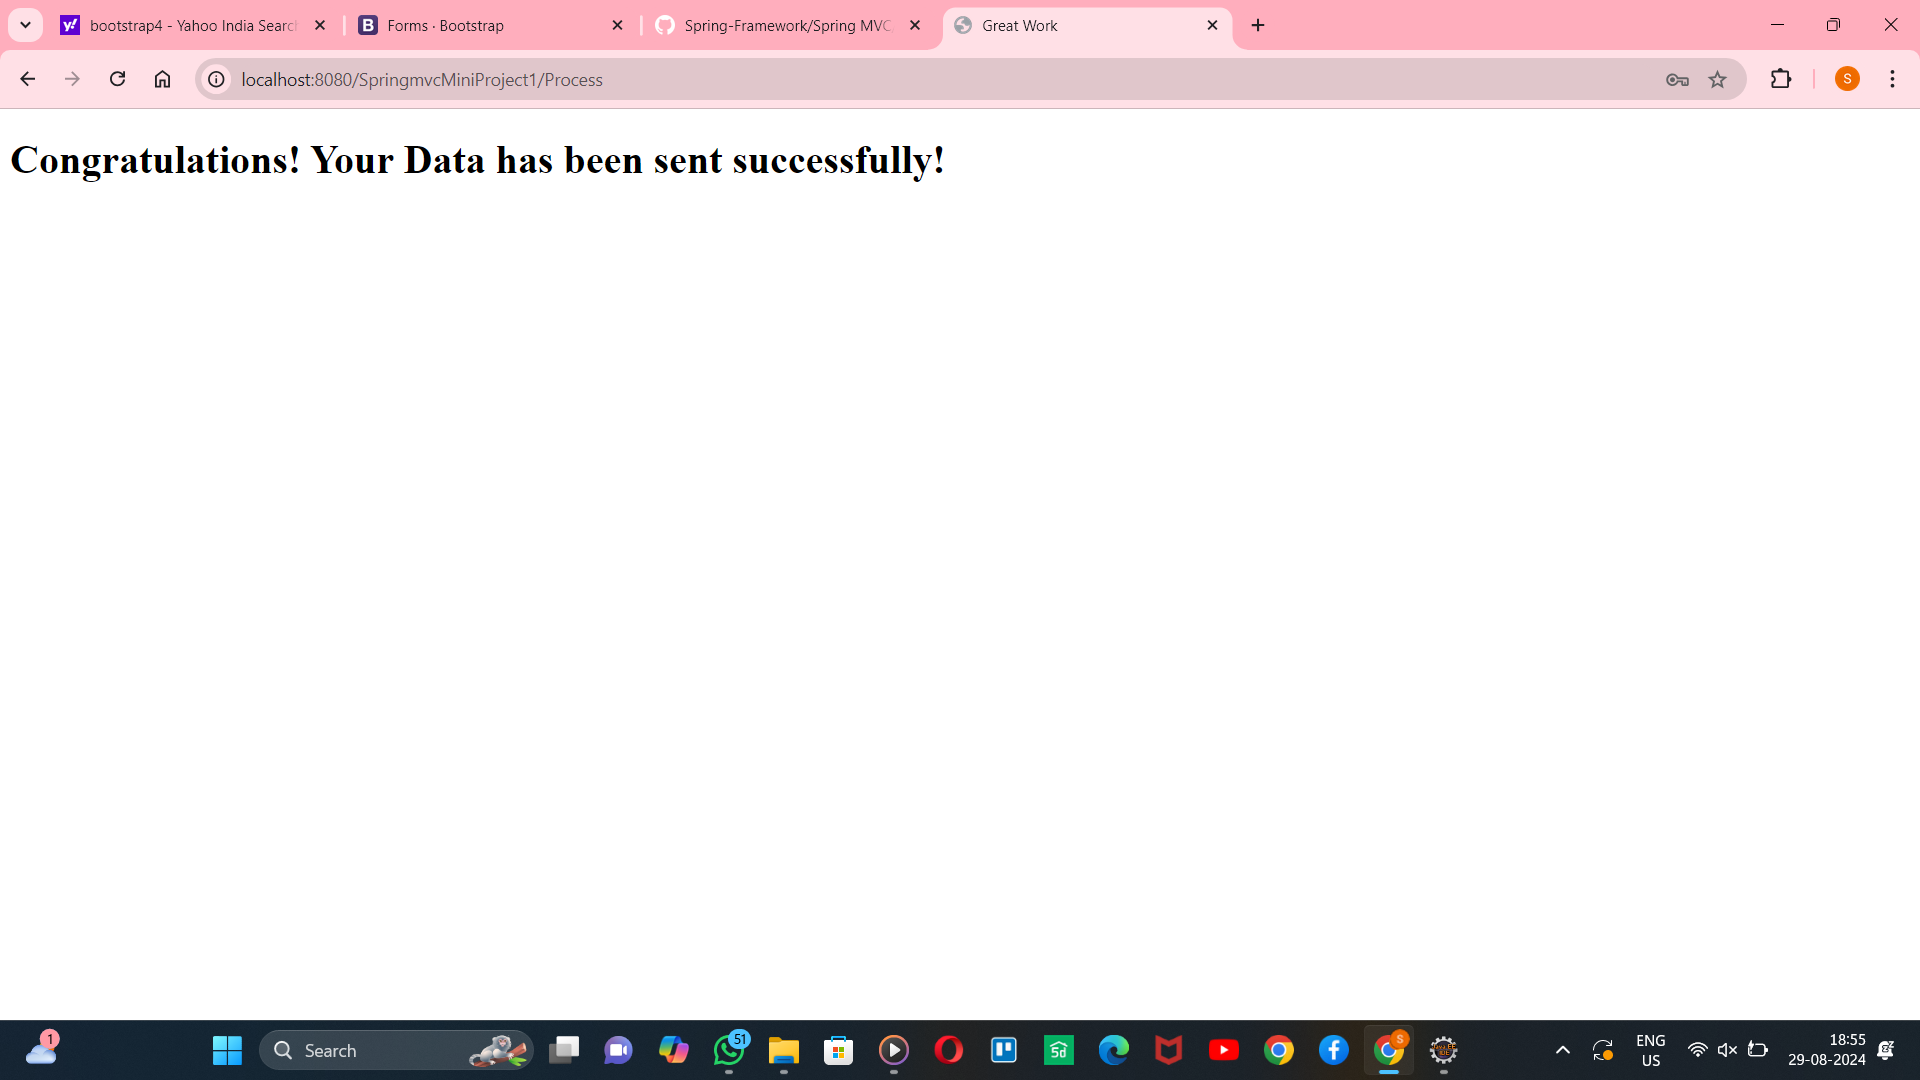 bootstrap4 - Yahoo India Searc
Forms · Bootstrap
Spring-Framework/Spring MVC
Great Work
localhost:8080/SpringmvcMiniProject1/Process
S
Congratulations! Your Data has been sent successfully!
1
Search
51
S
ENG
US
18:55
29-08-2024